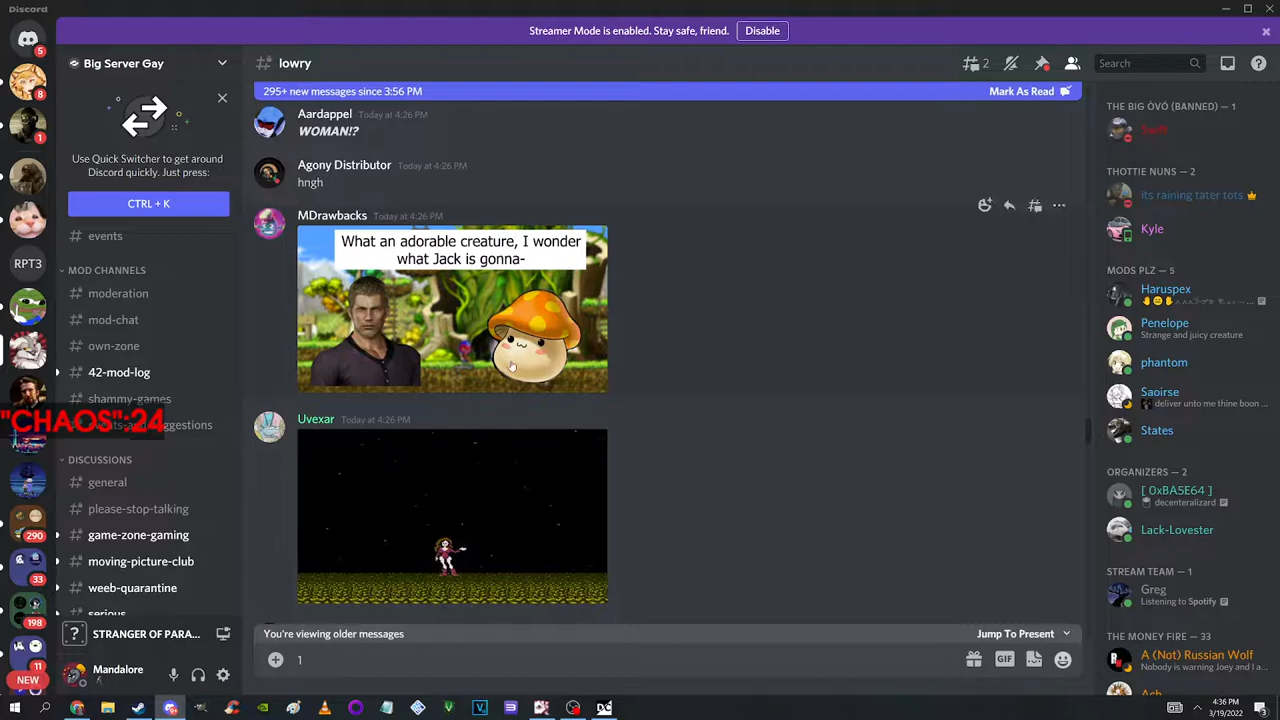 Discord
Streamer Mode is enabled. Stay safe, friend.
Disable
Big Server Gay
lowry
2
Search
5
8
1
RPT3
290
33
198
11
NEW
Use Quick Switcher to get around
Discord quickly. Just press:
CTRL + K
events
MOD CHANNELS
moderation
mod-chat
own-zone
42-mod-log
shammy-games
"CHAOS":24
DISCUSSIONS
general
please-stop-talking
game-zone-gaming
moving-picture-club
weeb-quarantine
serious
STRANGER OF PARA...
Mandalore
295+ new messages since 3:56 PM
Mark As Read
Aardappel Today at 4:26 PM
WOMAN!?
Agony Distributor Today at 4:26 PM
hngh
MDrawbacks Today at 4:26 PM
What an adorable creature, I wonder
what Jack is gonna-
Uvexar Today at 4:26 PM
You're viewing older messages
Jump To Present
1
GIF
THE BIG ÓVÓ (BANNED) — 1
Swift
THOTTIE NUNS — 2
its raining tater tots
Kyle
MODS PLZ — 5
Haruspex
Penelope
Strange and juicy creature
phantom
Saoirse
deliver unto me thine boon ...
States
ORGANIZERS — 2
[ 0xBA5E64 ]
decenteralizard
Lack-Lovester
STREAM TEAM — 1
Greg
Listening to Spotify
THE MONEY FIRE — 33
A (Not) Russian Wolf
Nobody is warning Joey and I a...
Ash
4:36 PM
3/19/2022